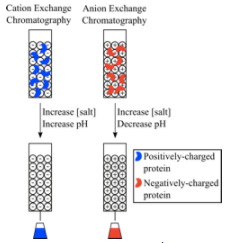 Cation Exchange
Chromatography
Anion Exchange
Chromatography
Increase [salt]
Increase pH
Increase [salt]
Decrease pH
Positively-charged
protein
Negatively-charged
protein